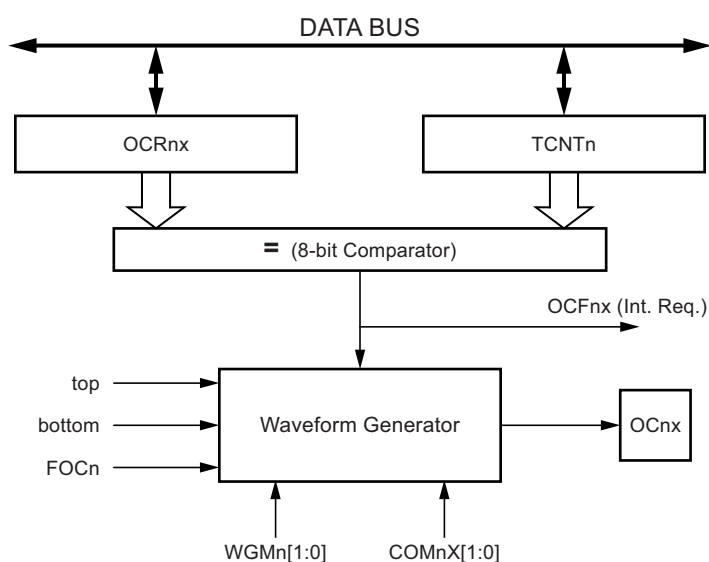 DATA BUS
OCRnx
TCNTn
= (8-bit Comparator)
OCFnx (Int. Req.)
top
bottom
FOCn
Waveform Generator
OCnx
WGMn[1:0]
COMnX[1:0]